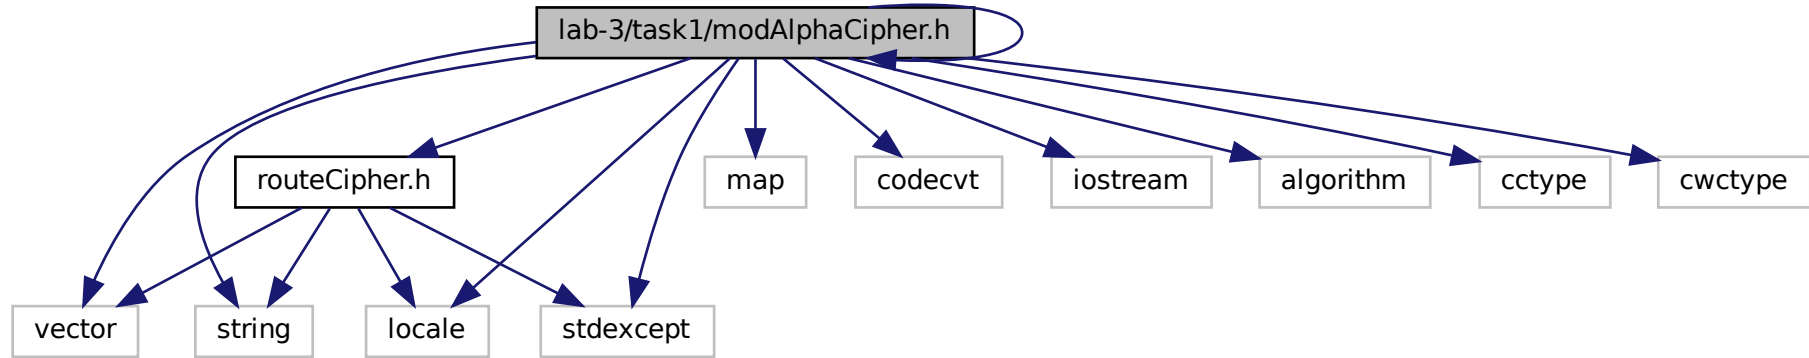 lab-3/task1/modAlphaCipher.h
routeCipher.h
map
codecvt
iostream
algorithm
cctype
cwctype
vector
string
locale
stdexcept